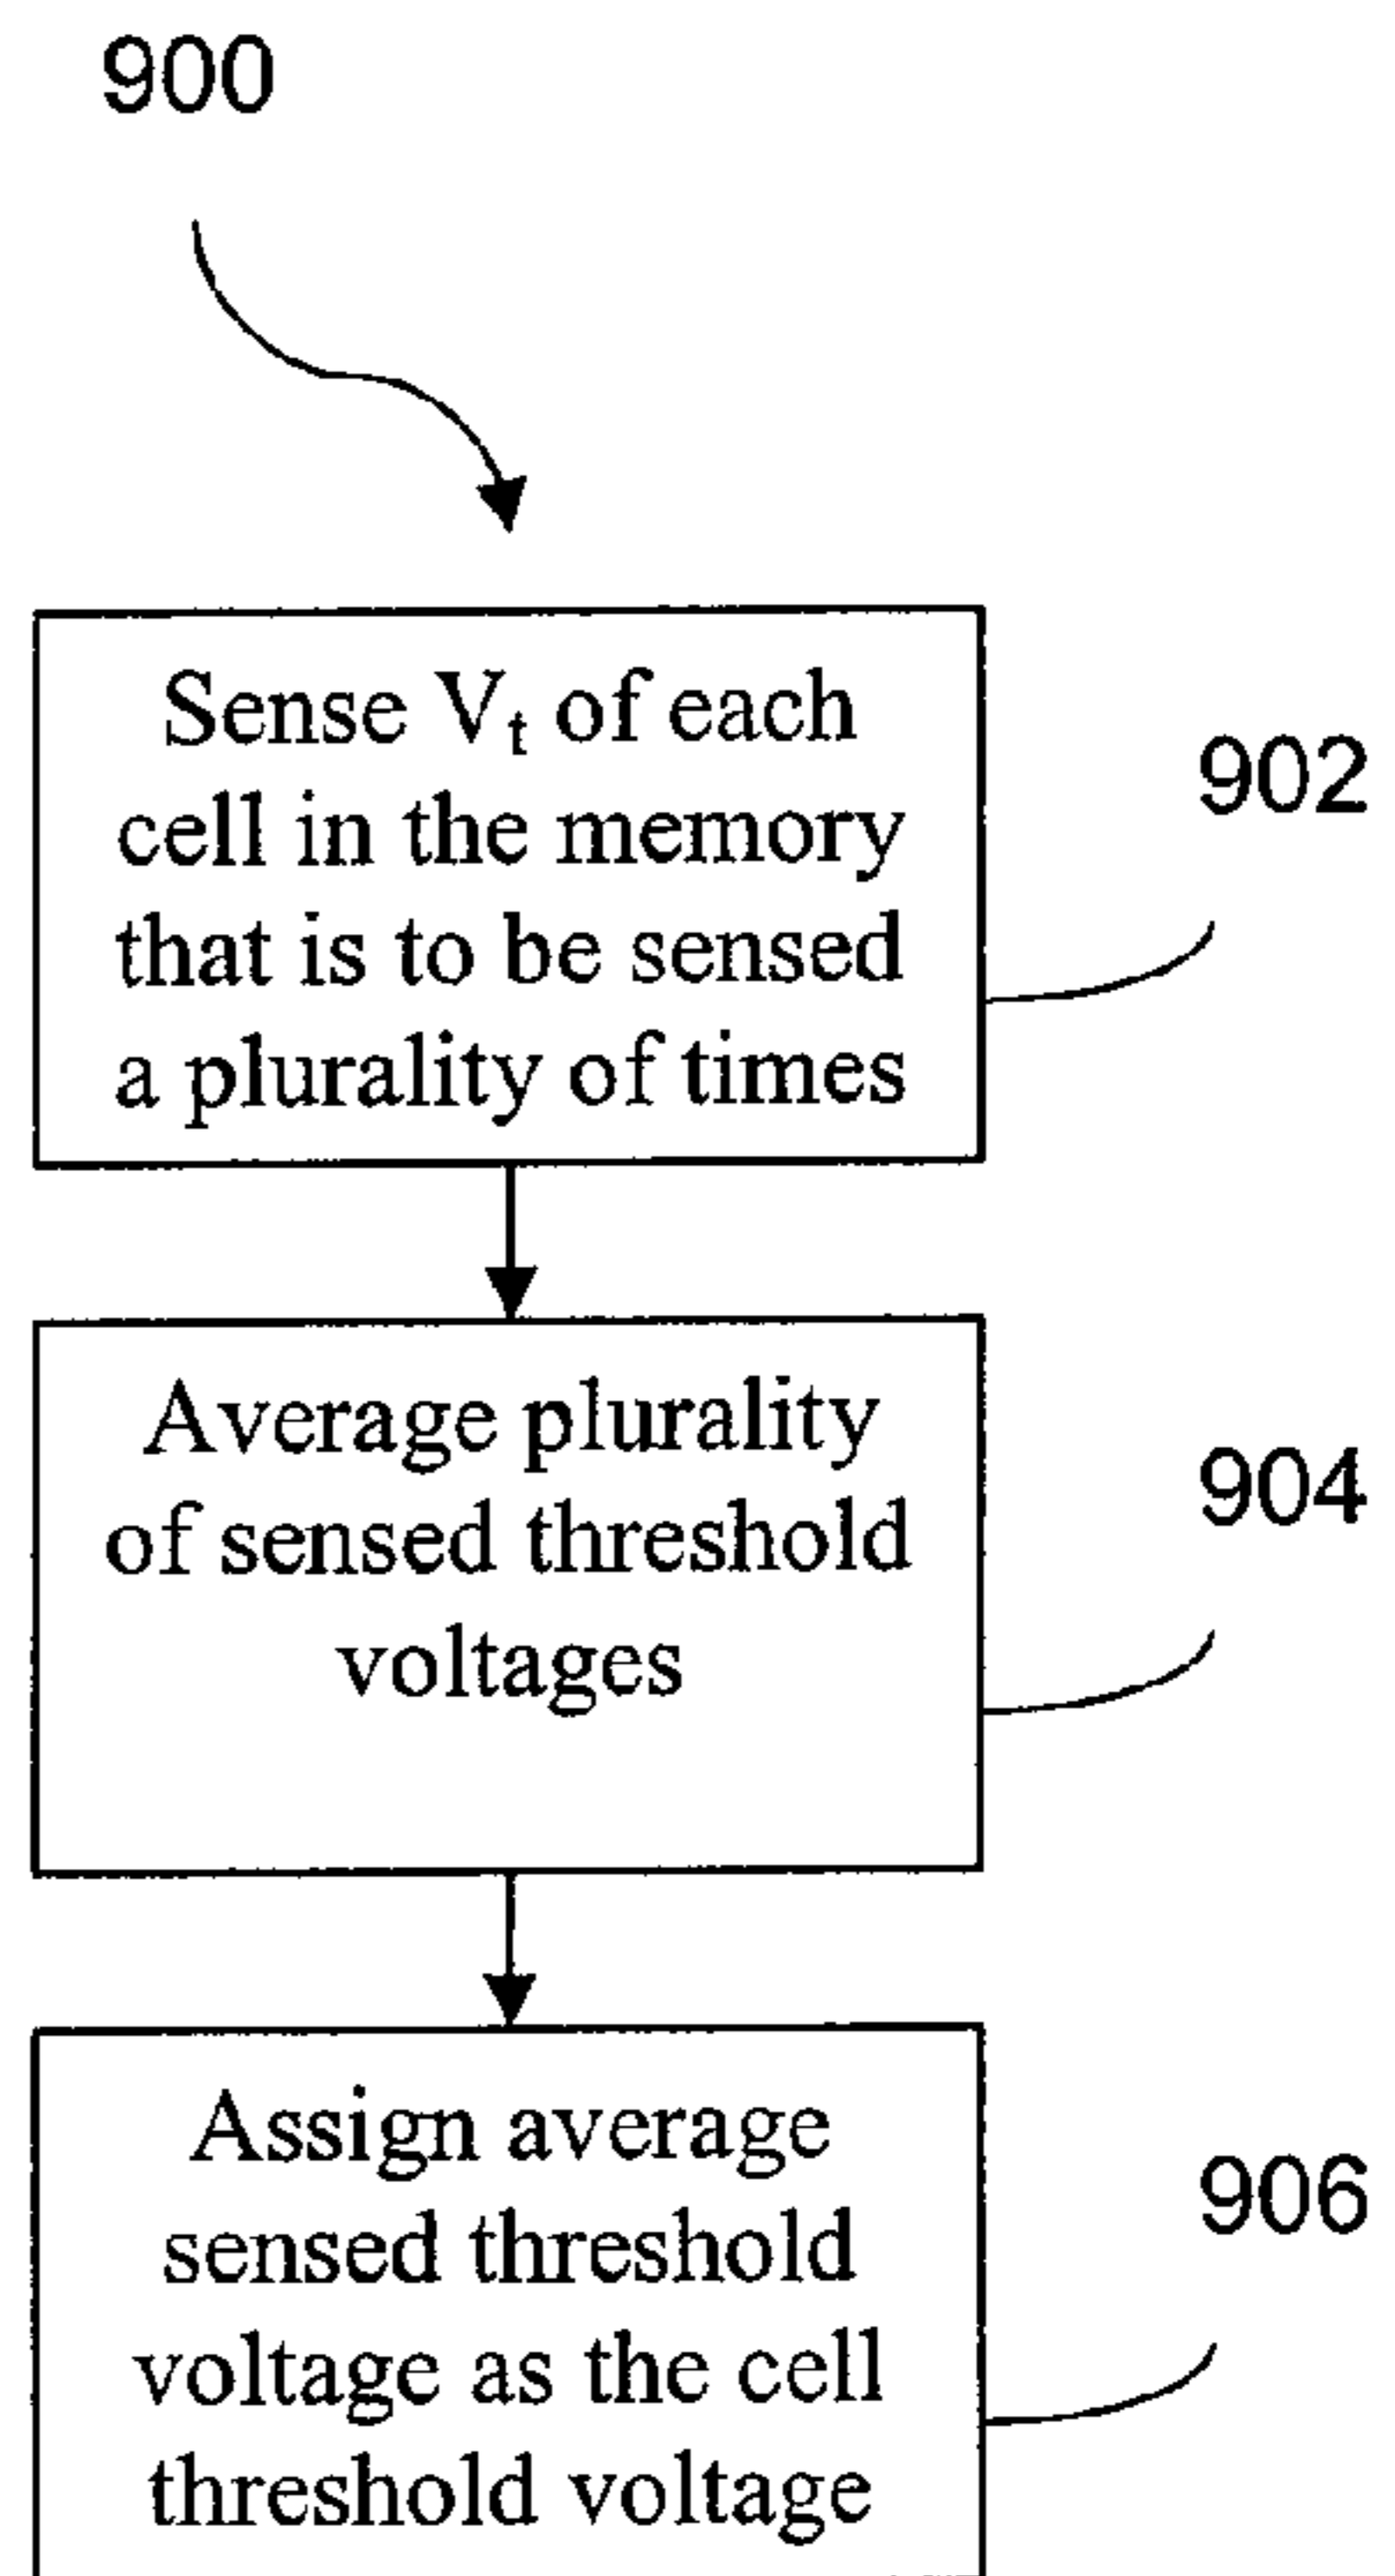 900
Sense Vt of each
cell in the memory
that is to be sensed
a plurality of times
902
Average plurality
of sensed threshold
voltages
904
Assign average
sensed threshold
voltage as the cell
threshold voltage
906